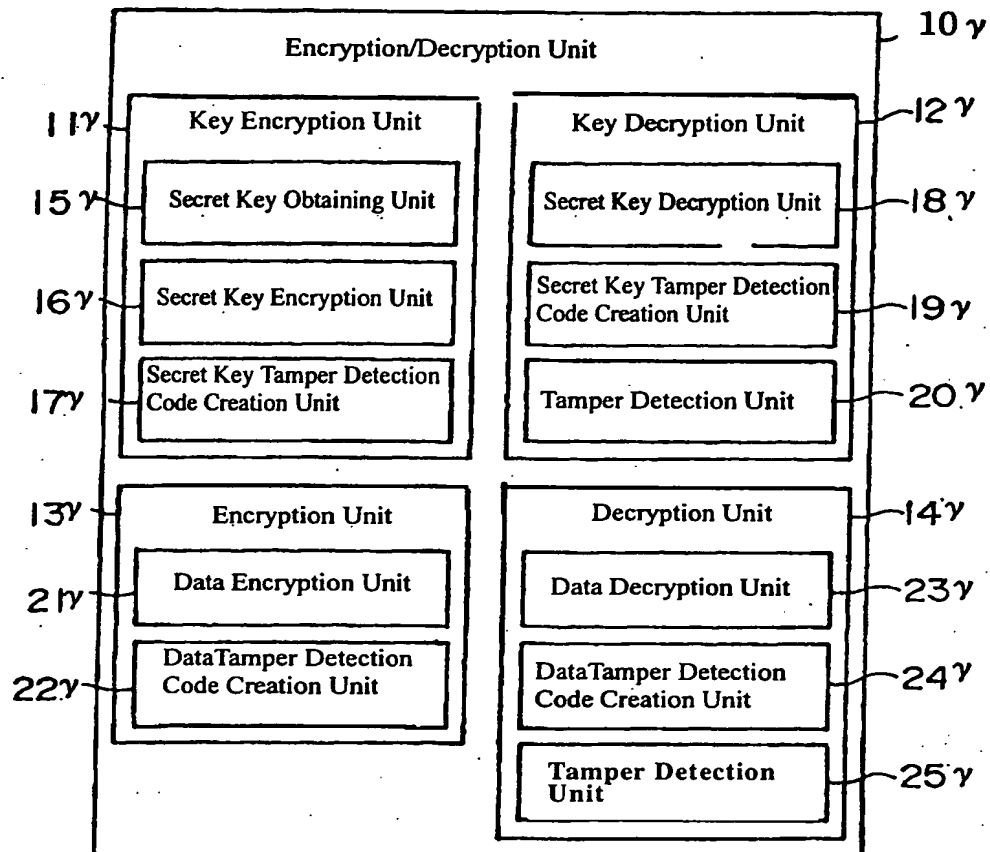 10γ
Encryption/Decryption Unit
11γ
Key Encryption Unit
15γ
Secret Key Obtaining Unit
16γ
Secret Key Encryption Unit
17γ
Secret Key Tamper Detection
Code Creation Unit
12γ
Key Decryption Unit
18γ
Secret Key Decryption Unit
19γ
Secret Key Tamper Detection
Code Creation Unit
20γ
Tamper Detection Unit
13γ
Encryption Unit
21γ
Data Encryption Unit
22γ
DataTamper Detection
Code Creation Unit
14γ
Decryption Unit
23γ
Data Decryption Unit
24γ
DataTamper Detection
Code Creation Unit
25γ
Tamper Detection
Unit